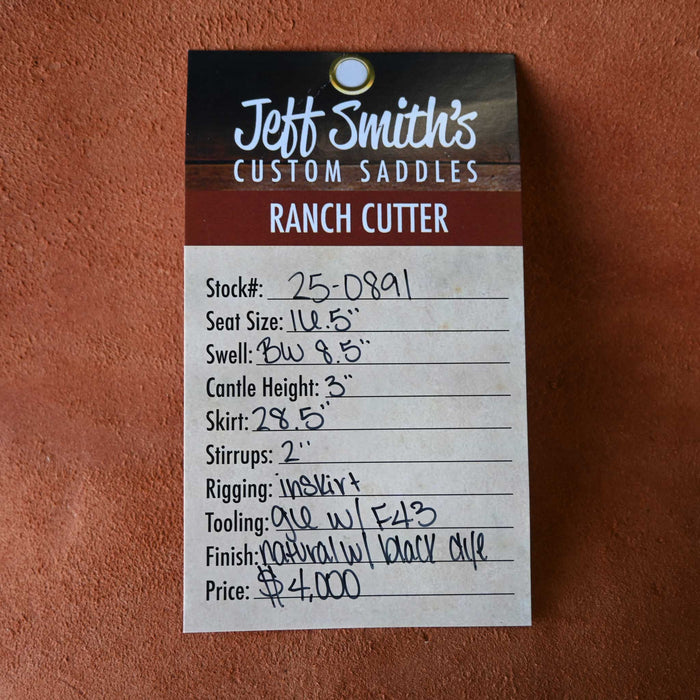 Jeff Smith's
CUSTOM SADDLES
RANCH CUTTER
Stock#: 25-0891
Seat Size: 16.5"
Swell: BW 8.5"
Cantle Height: 3"
Skirt: 28.5"
Stirrups: 2"
Rigging: inskirt
Tooling: w/ F43
Finish: natural w/ black dye
Price: $4,000